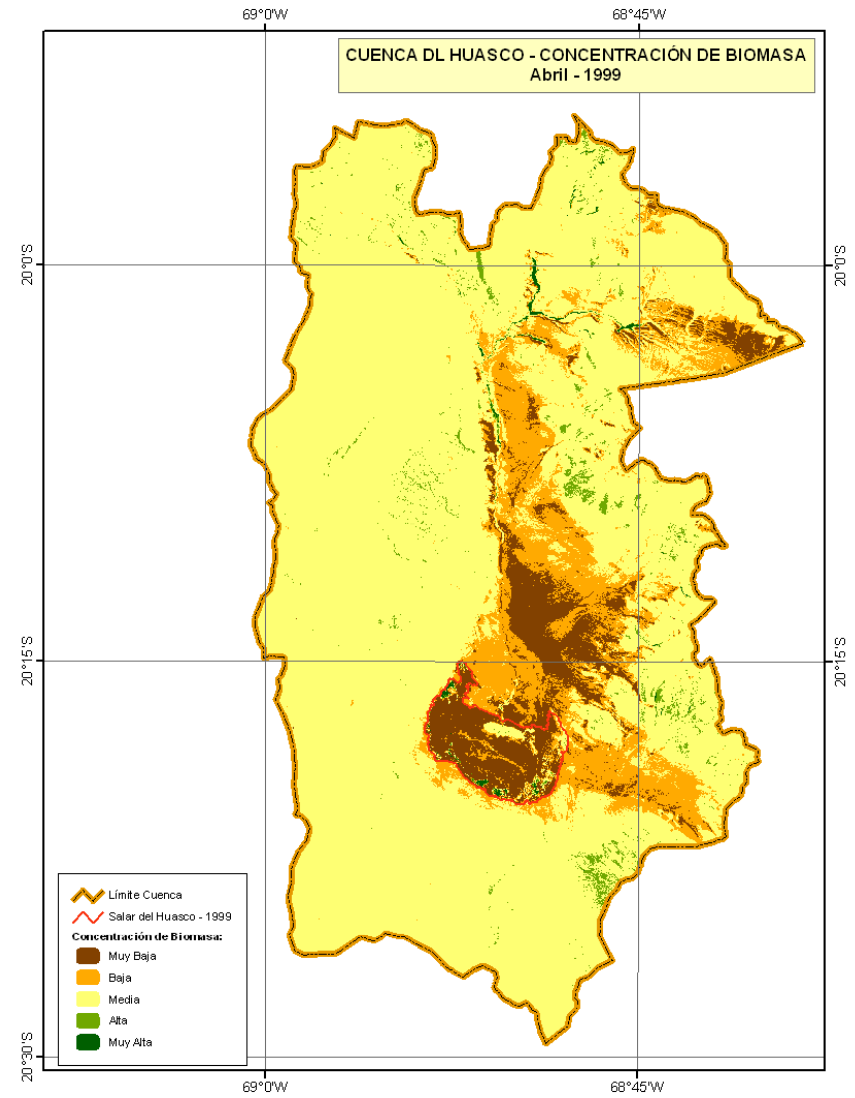 69°0'W
68°45'W
CUENCA DL HUASCO - CONCENTRACIÓN DE BIOMASA
Abril - 1999
20°0'S
20°0'S
20°15'S
20°15'S
Límite Cuenca
Salar del Huasco - 1999
Concentración de Biomasa:
Muy Baja
Baja
Media
Alta
Muy Alta
20°30'S
20°30'S
69°0'W
68°45'W